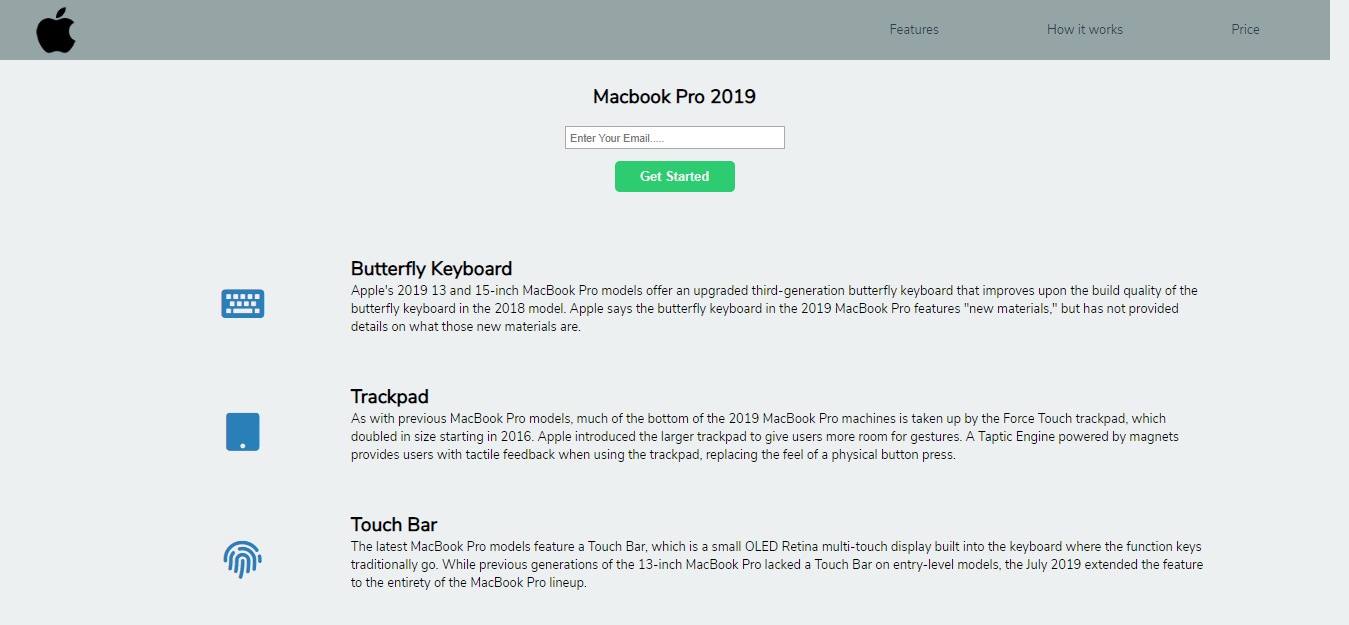 Features How it works Price
Macbook Pro 2019
Enter Your Email.....
Get Started
Butterfly Keyboard
Apple's 2019 13 and 15-inch MacBook Pro models offer an upgraded third-generation butterfly keyboard that improves upon the build quality of the
butterfly keyboard in the 2018 model. Apple says the butterfly keyboard in the 2019 MacBook Pro features "new materials," but has not provided
details on what those new materials are.
Trackpad
As with previous MacBook Pro models, much of the bottom of the 2019 MacBook Pro machines is taken up by the Force Touch trackpad, which
doubled in size starting in 2016. Apple introduced the larger trackpad to give users more room for gestures. A Taptic Engine powered by magnets
provides users with tactile feedback when using the trackpad, replacing the feel of a physical button press.
Touch Bar
The latest MacBook Pro models feature a Touch Bar, which is a small OLED Retina multi-touch display built into the keyboard where the function keys
traditionally go. While previous generations of the 13-inch MacBook Pro lacked a Touch Bar on entry-level models, the July 2019 extended the feature
to the entirety of the MacBook Pro lineup.